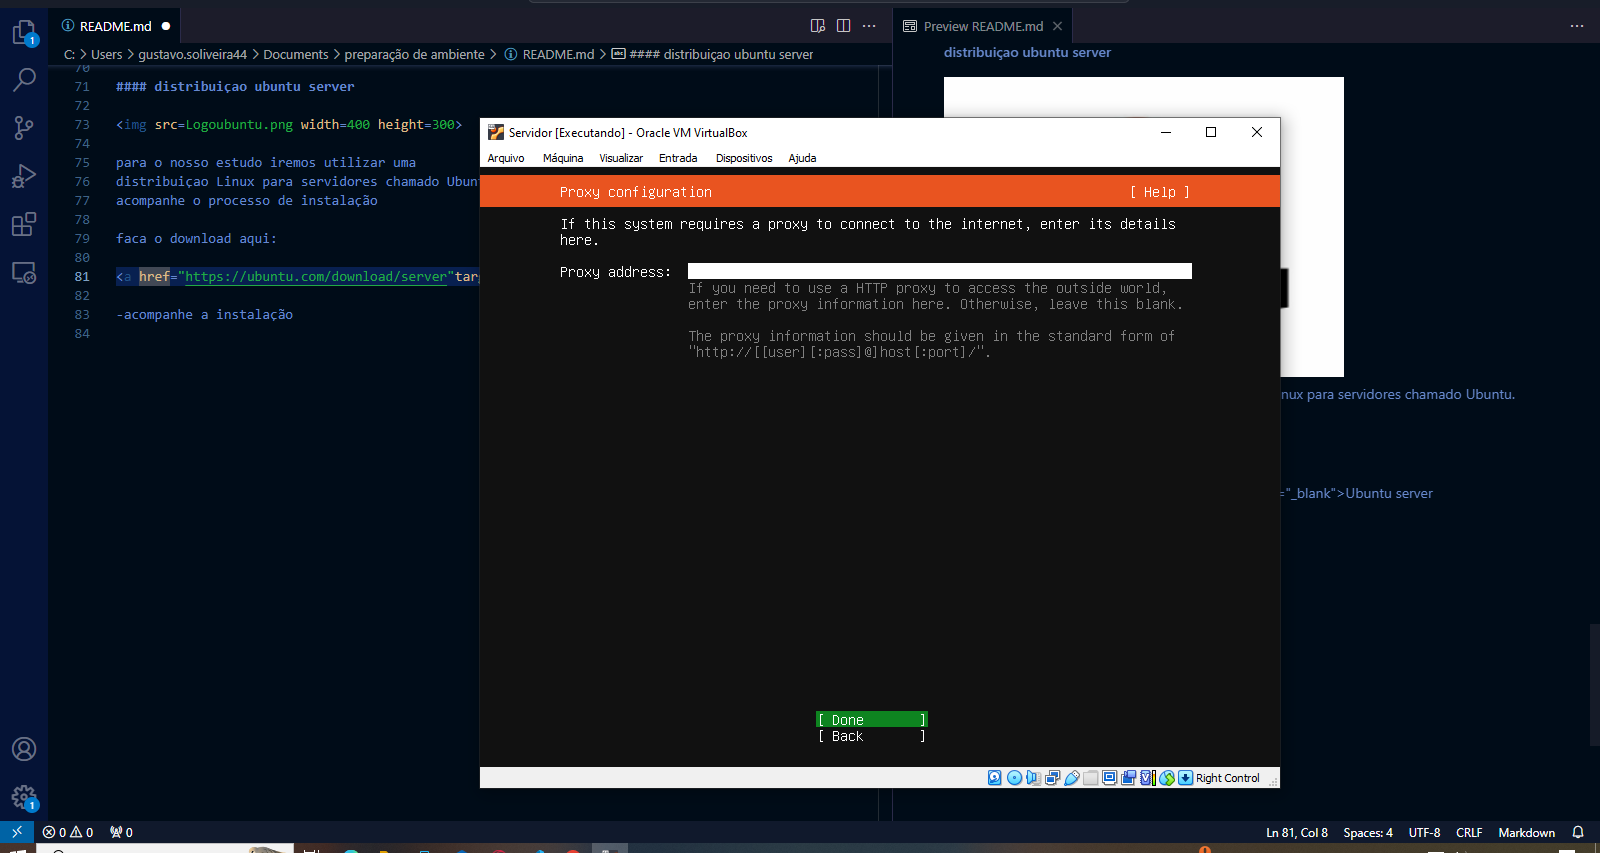 README.md
Preview README.md
C: > Users > gustavo.soliveira44 > Documents > preparação de ambiente > README.md > #### distribuiçao ubuntu server
distribuiçao ubuntu server
70
71 #### distribuiçao ubuntu server
72
73 <img src=Logoubuntu.png width=400 height=300>
74
75 para o nosso estudo iremos utilizar uma
76 distribuiçao Linux para servidores chamado Ubun
77 acompanhe o processo de instalação
78
79 faca o download aqui:
80
81 <a href="https://ubuntu.com/download/server"tar
82
83 -acompanhe a instalação
84
Servidor [Executando] - Oracle VM VirtualBox
Arquivo Máquina Visualizar Entrada Dispositivos Ajuda
Proxy configuration [ Help ]
If this system requires a proxy to connect to the internet, enter its details
here.
Proxy address:
If you need to use a HTTP proxy to access the outside world,
enter the proxy information here. Otherwise, leave this blank.
The proxy information should be given in the standard form of
"http://[[user][:pass]@]host[:port]/".
[ Done ]
[ Back ]
Right Control
nux para servidores chamado Ubuntu.
="_blank">Ubuntu server
1
1
0 0 0
Ln 81, Col 8 Spaces: 4 UTF-8 CRLF Markdown